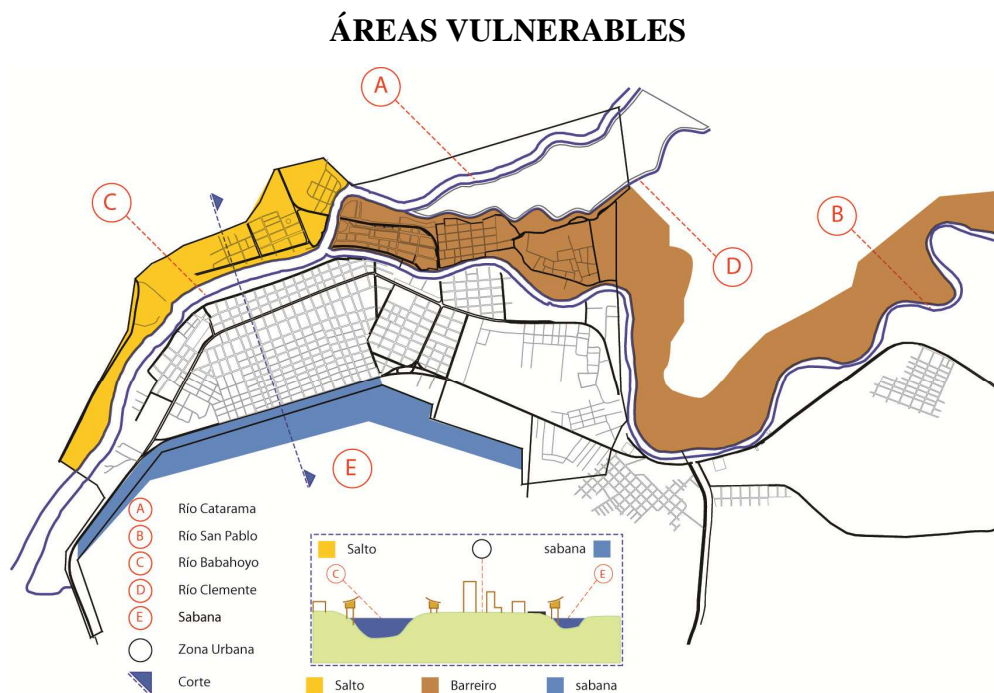 ÁREAS VULNERABLES
A
C
B
D
E
A Río Catarama
B Río San Pablo
C Río Babahoyo
D Río Clemente
E Sabana
Zona Urbana
Corte
Salto
sabana
C
E
Salto
Barreiro
sabana